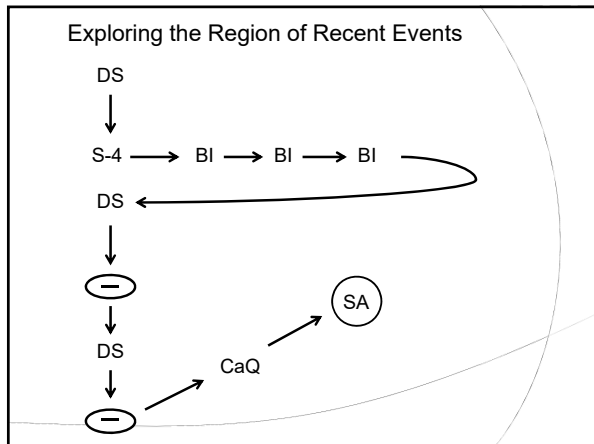 Exploring the Region of Recent Events
DS
S-4 BI BI BI
DS
−
SA
DS
CaQ
−